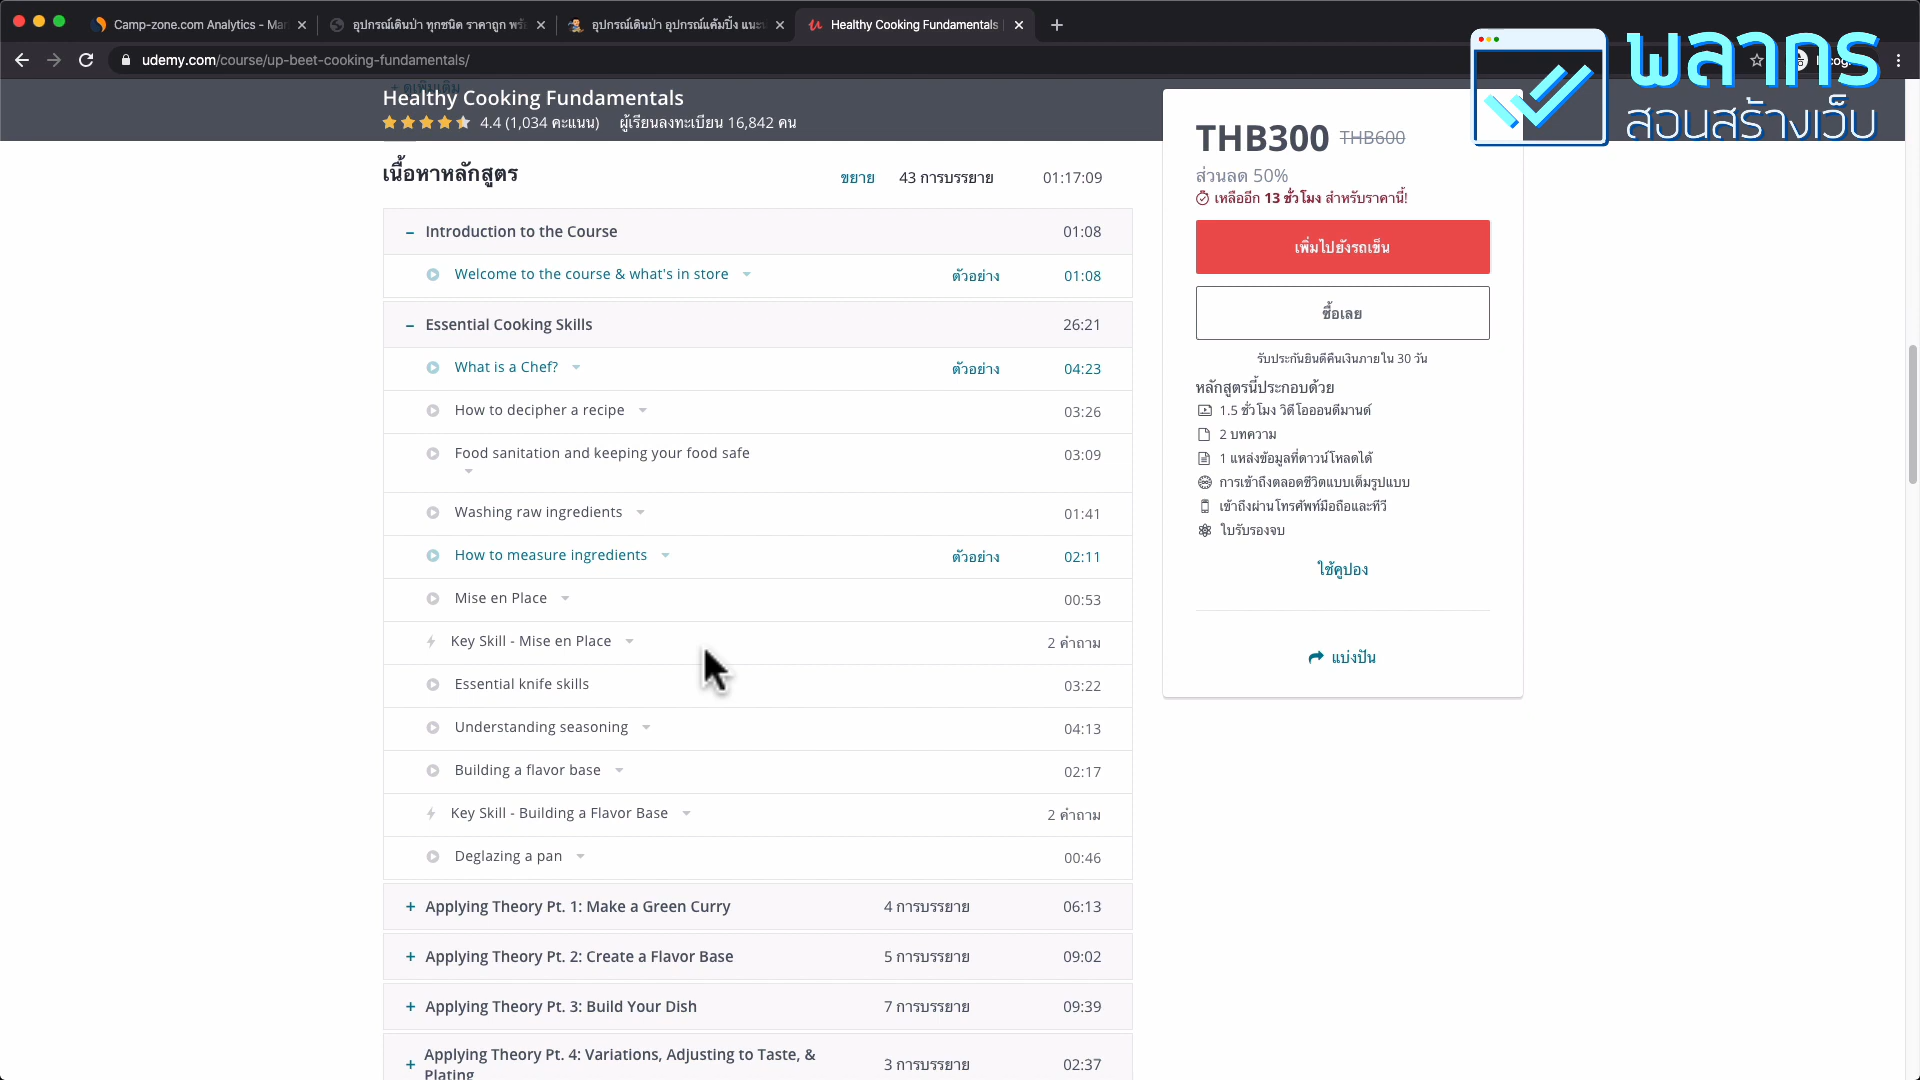 Camp-zone.com Analytics - Ma
อุปกรณ์เดินป่า ทุกชนิด ราคาถูก พร้
อุปกรณ์เดินป่า อุปกรณ์แค้มปิ้ง แนะน
Healthy Cooking Fundamentals
udemy.com/course/up-beet-cooking-fundamentals/
พลากร
สอนสร้างเว็บ
Healthy Cooking Fundamentals
4.4 (1,034 คะแนน) ผู้เรียนลงทะเบียน 16,842 คน
เนื้อหาหลักสูตร ขยาย 43 การบรรยาย 01:17:09
Introduction to the Course 01:08
Welcome to the course & what's in store ตัวอย่าง 01:08
Essential Cooking Skills 26:21
What is a Chef? ตัวอย่าง 04:23
How to decipher a recipe 03:26
Food sanitation and keeping your food safe 03:09
Washing raw ingredients 01:41
How to measure ingredients ตัวอย่าง 02:11
Mise en Place 00:53
Key Skill - Mise en Place 2 คำถาม
Essential knife skills 03:22
Understanding seasoning 04:13
Building a flavor base 02:17
Key Skill - Building a Flavor Base 2 คำถาม
Deglazing a pan 00:46
+ Applying Theory Pt. 1: Make a Green Curry 4 การบรรยาย 06:13
+ Applying Theory Pt. 2: Create a Flavor Base 5 การบรรยาย 09:02
+ Applying Theory Pt. 3: Build Your Dish 7 การบรรยาย 09:39
+ Applying Theory Pt. 4: Variations, Adjusting to Taste, & 3 การบรรยาย 02:37
Plating
THB300 THB600
ส่วนลด 50%
เหลืออีก 13 ชั่วโมง สำหรับราคานี้!
เพิ่มไปยังรถเข็น
ซื้อเลย
รับประกันยินดีคืนเงินภายใน 30 วัน
หลักสูตรนี้ประกอบด้วย
1.5 ชั่วโมง วิดีโอออนดีมานด์
2 บทความ
1 แหล่งข้อมูลที่ดาวน์โหลดได้
การเข้าถึงตลอดชีวิตแบบเต็มรูปแบบ
เข้าถึงผ่านโทรศัพท์มือถือและทีวี
ใบรับรองจบ
ใช้คูปอง
แบ่งปัน